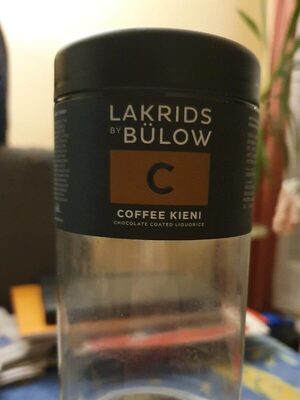 LAKRIDS
BY BÜLOW
C
COFFEE KIENI
CHOCOLATE COATED LIQUORICE